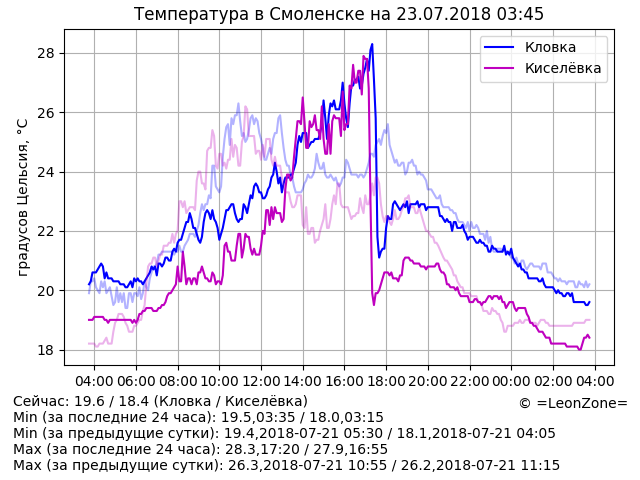 Температура в Смоленске на 23.07.2018 03:45
Кловка
Киселёвка
градусов Цельсия, °C
28
26
24
22
20
18
04:00 06:00 08:00 10:00 12:00 14:00 16:00 18:00 20:00 22:00 00:00 02:00 04:00
Сейчас: 19.6 / 18.4 (Кловка / Киселёвка)
© =LeonZone=
Min (за последние 24 часа): 19.5,03:35 / 18.0,03:15
Min (за предыдущие сутки): 19.4,2018-07-21 05:30 / 18.1,2018-07-21 04:05
Max (за последние 24 часа): 28.3,17:20 / 27.9,16:55
Max (за предыдущие сутки): 26.3,2018-07-21 10:55 / 26.2,2018-07-21 11:15